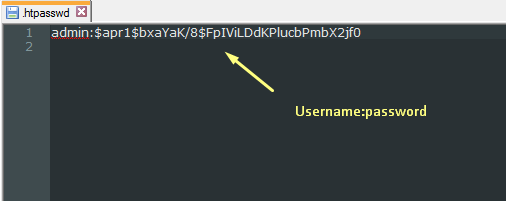 .htpasswd
1 admin:$apr1$bxaYaK/8$FpIViLDdKPlucbPmbX2jf0
2
Username:password